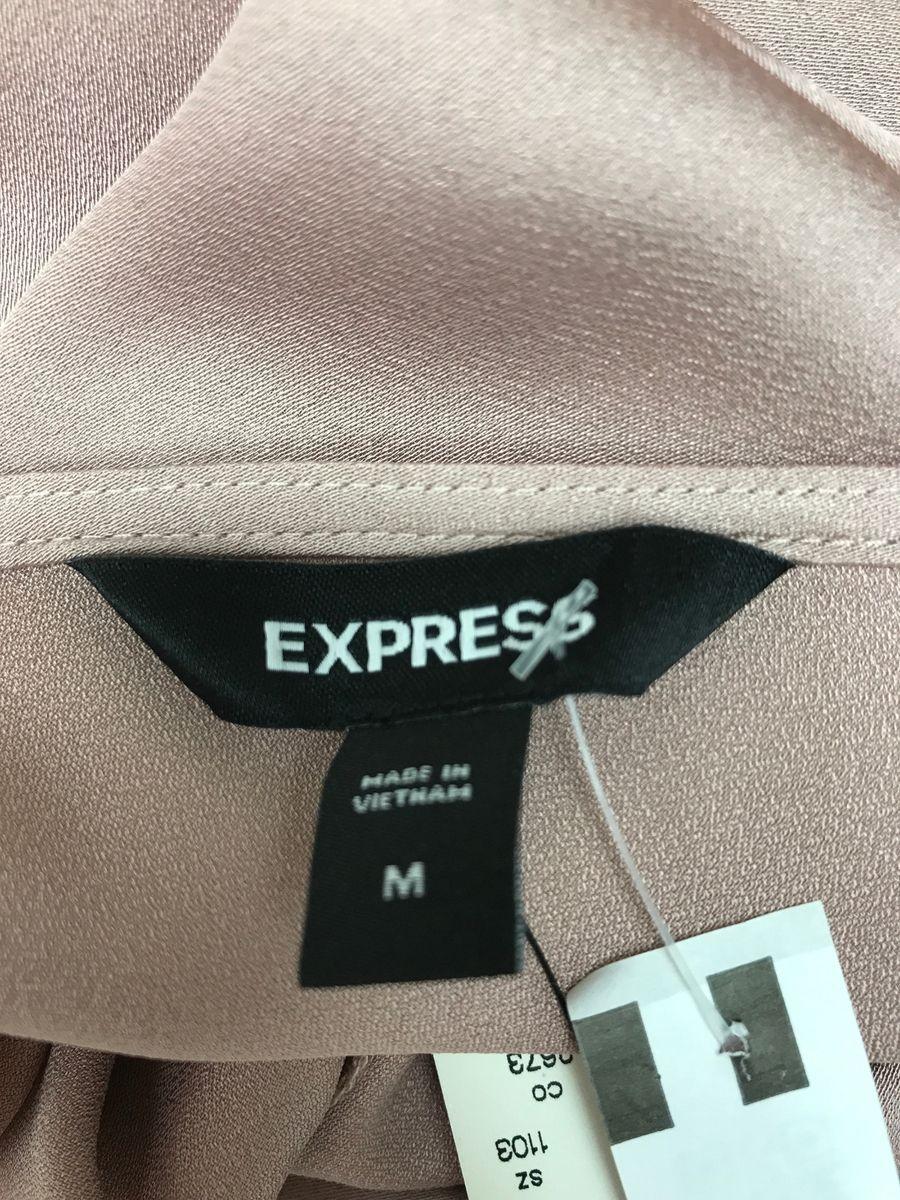 EXPRESS
MADE IN
VIETNAM
M
SZ
1103
CO